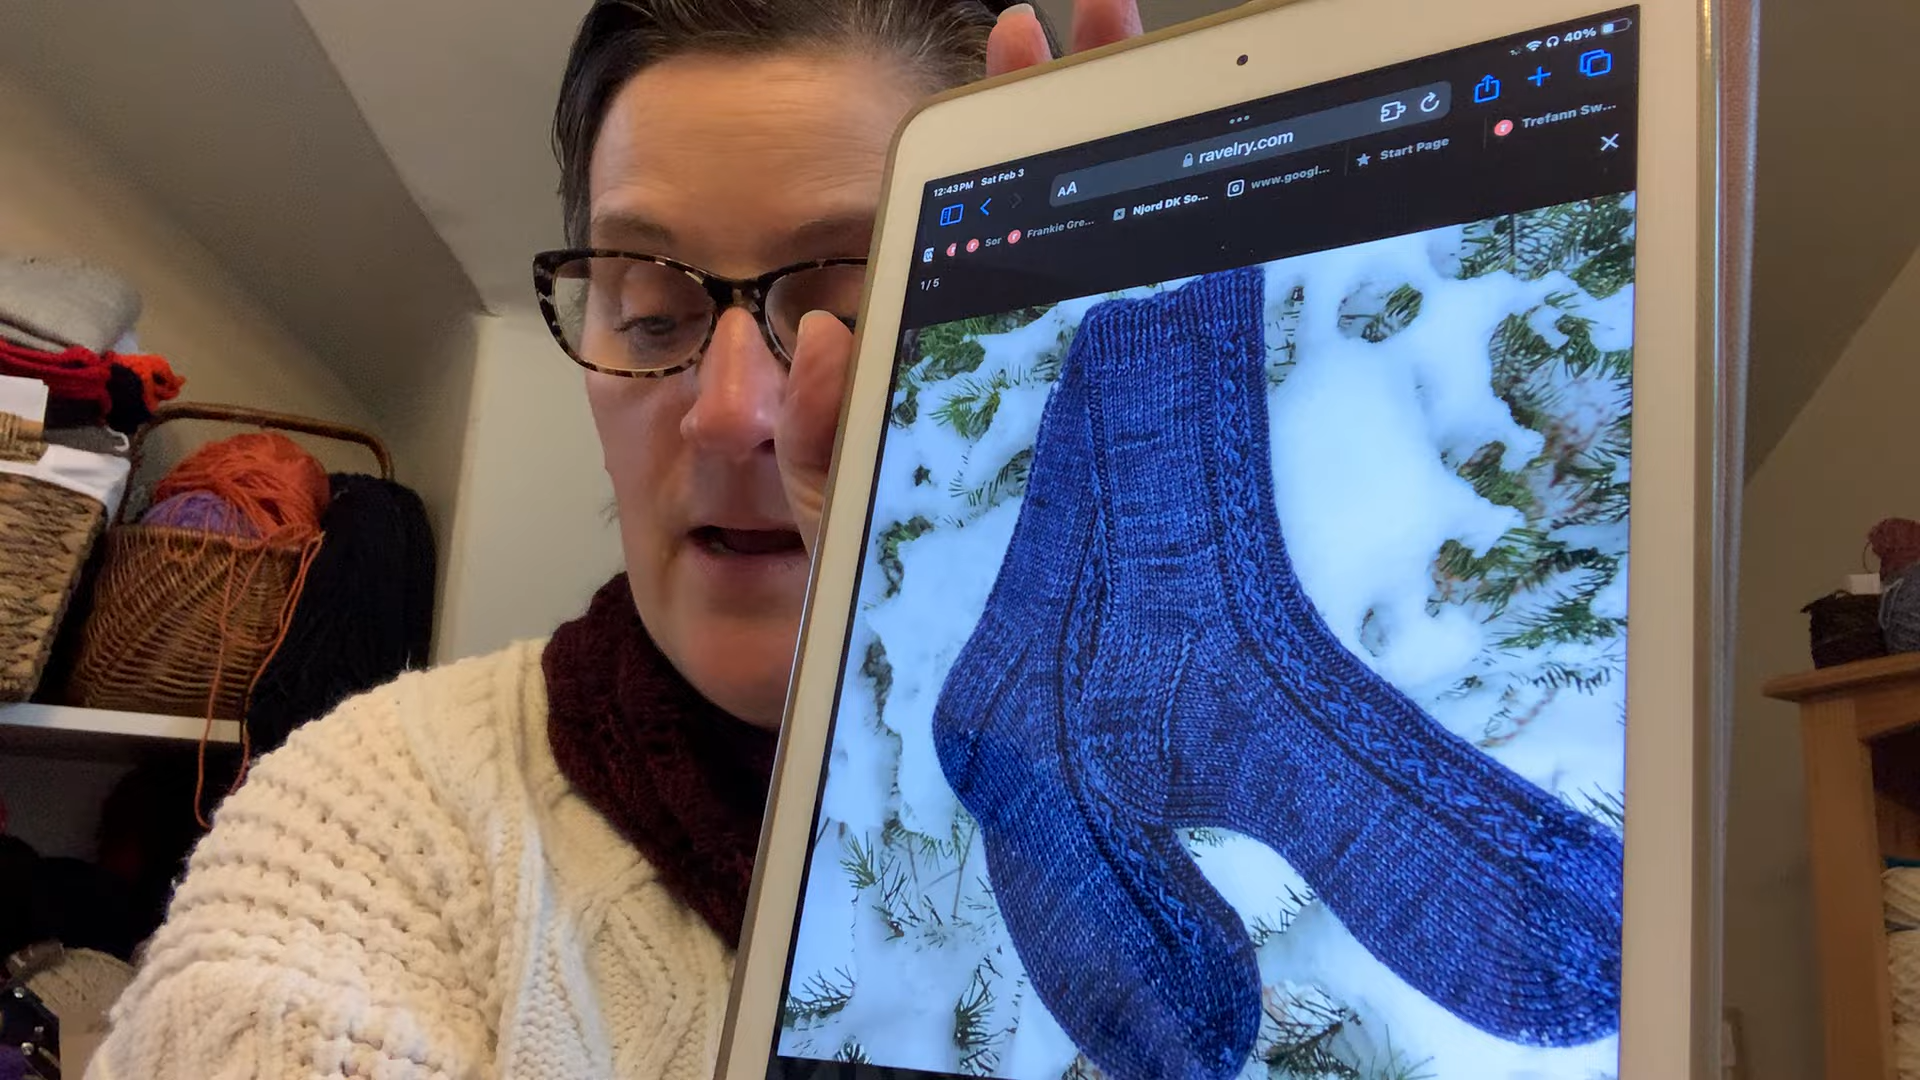 12:43 PM Sat Feb 3
40%
AA
ravelry.com
Sor
Frankie Gre...
Njord DK So...
www.googl...
Start Page
Trefann Sw...
1/5